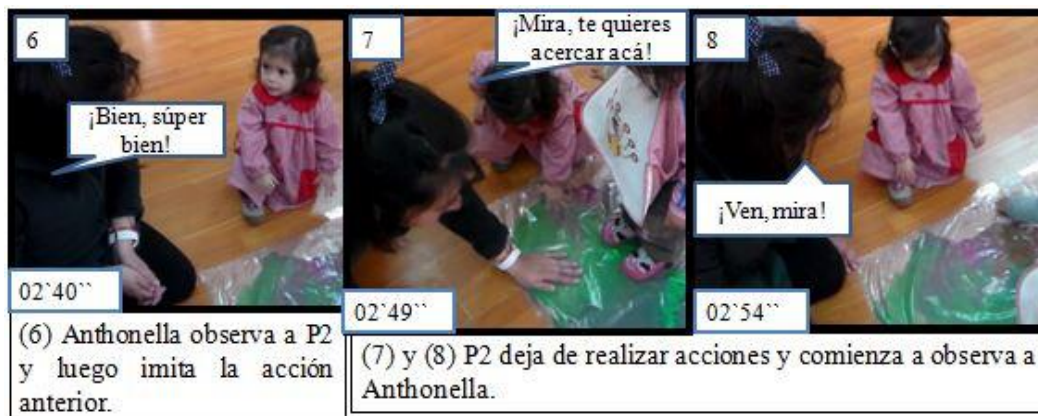 6
¡Bien, súper
bien!
02`40``
7
¡Mira, te quieres
acercar acá!
02`49``
8
¡Ven, mira!
02`54``
(6) Anthonella observa a P2
y luego imita la acción
anterior.
(7) y (8) P2 deja de realizar acciones y comienza a observa a
Anthonella.